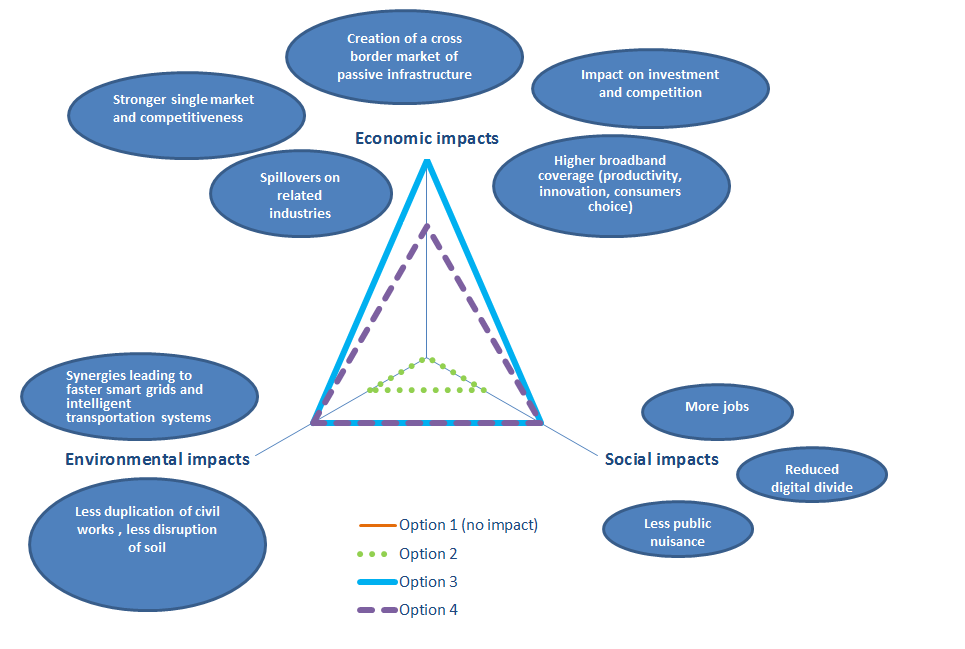 Creation of a cross
border market of
passive infrastructure
Impact on investment
and competition
Stronger single market
and competitiveness
Economic impacts
Higher broadband
coverage (productivity,
innovation, consumers
choice)
Spillovers on
related
industries
Synergies leading to
faster smart grids and
intelligent
transportation systems
More jobs
Environmental impacts
Social impacts
Reduced
digital divide
Less duplication of civil
works , less disruption
of soil
Less public
nuisance
Option 1 (no impact)
Option 2
Option 3
Option 4